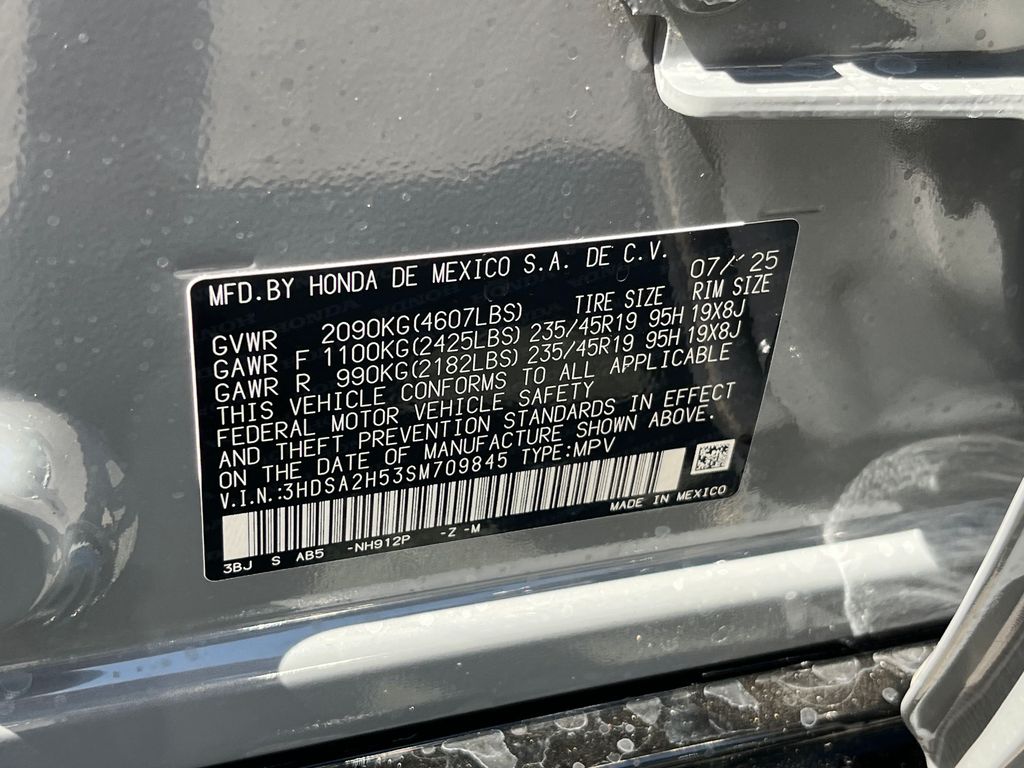 MFD.BY HONDA DE MEXICO S.A. DE C.V. 07/ 25
TIRE SIZE RIM SIZE
GVWR 2090KG(4607LBS)
GAWR F 1100KG(2425LBS) 235/45R19 95H 19X8J
GAWR R 990KG(2182LBS) 235/45R19 95H 19X8J
THIS VEHICLE CONFORMS TO ALL APPLICABLE
FEDERAL MOTOR VEHICLE SAFETY
AND THEFT PREVENTION STANDARDS IN EFFECT
ON THE DATE OF MANUFACTURE SHOWN ABOVE.
V.I.N.:3HDSA2H53SM709845 TYPE:MPV
MADE IN MEXICO
3BJ S AB5 -NH912P -Z -M